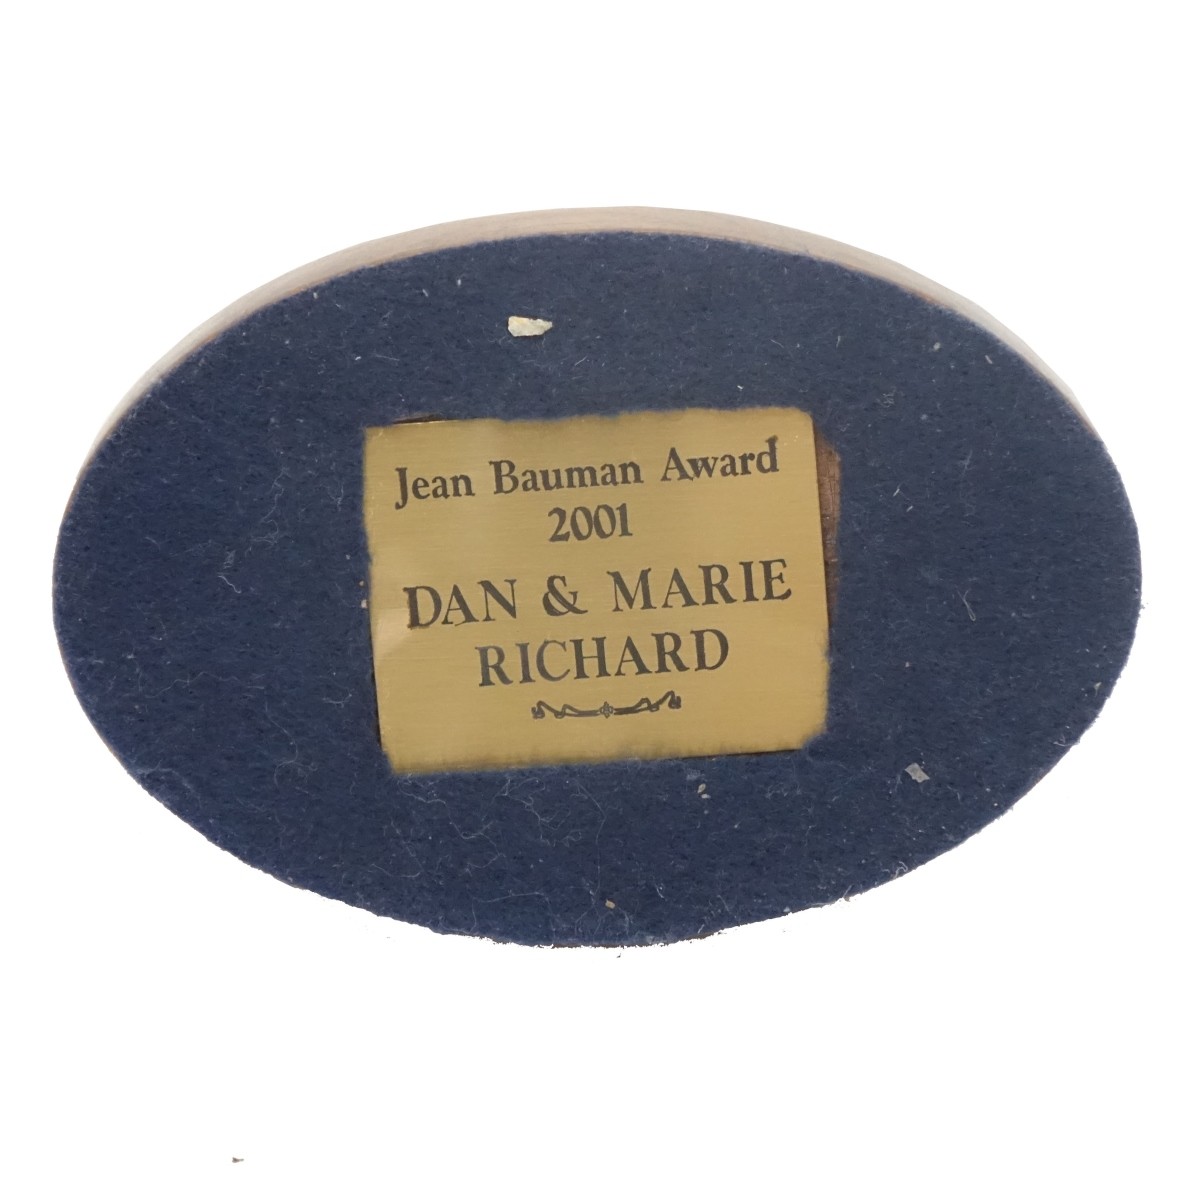 Jean Bauman Award
2001
DAN & MARIE
RICHARD